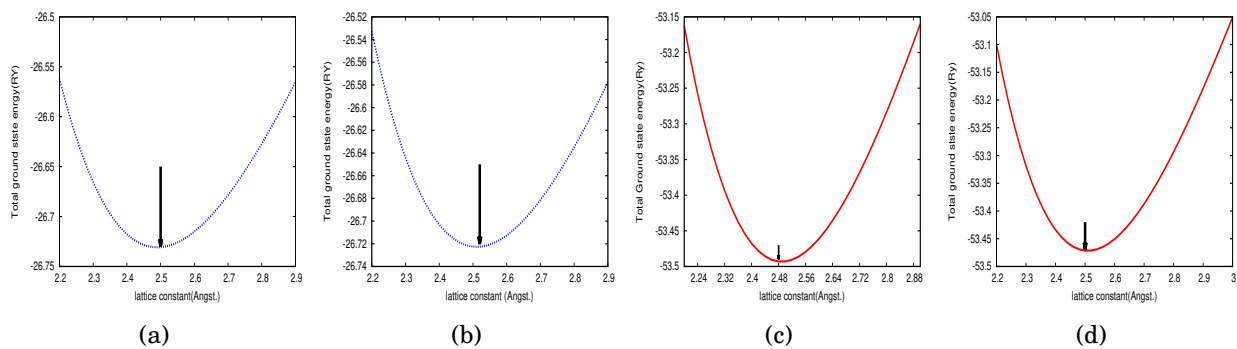 -26.5
-26.55
-26.6
-26.65
-26.7
-26.75
2.2 2.3 2.4 2.5 2.6 2.7 2.8 2.9
Total ground stste enrgy(RY)
lattice constant(Angst.)
(a)
-26.52
-26.54
-26.56
-26.58
-26.6
-26.62
-26.64
-26.66
-26.68
-26.7
-26.72
-26.74
2.2 2.3 2.4 2.5 2.6 2.7 2.8 2.9
Total ground stste energy(RY)
lattice constant (Angst.)
(b)
-53.15
-53.2
-53.25
-53.3
-53.35
-53.4
-53.45
-53.5
2.24 2.32 2.4 2.48 2.56 2.64 2.72 2.8 2.88
Total Ground state energy(Ry)
lattice constant(Angst.)
(c)
-53.05
-53.1
-53.15
-53.2
-53.25
-53.3
-53.35
-53.4
-53.45
-53.5
2.2 2.3 2.4 2.5 2.6 2.7 2.8 2.9 3
Total ground state energy(Ry)
lattice constant(Angst.)
(d)